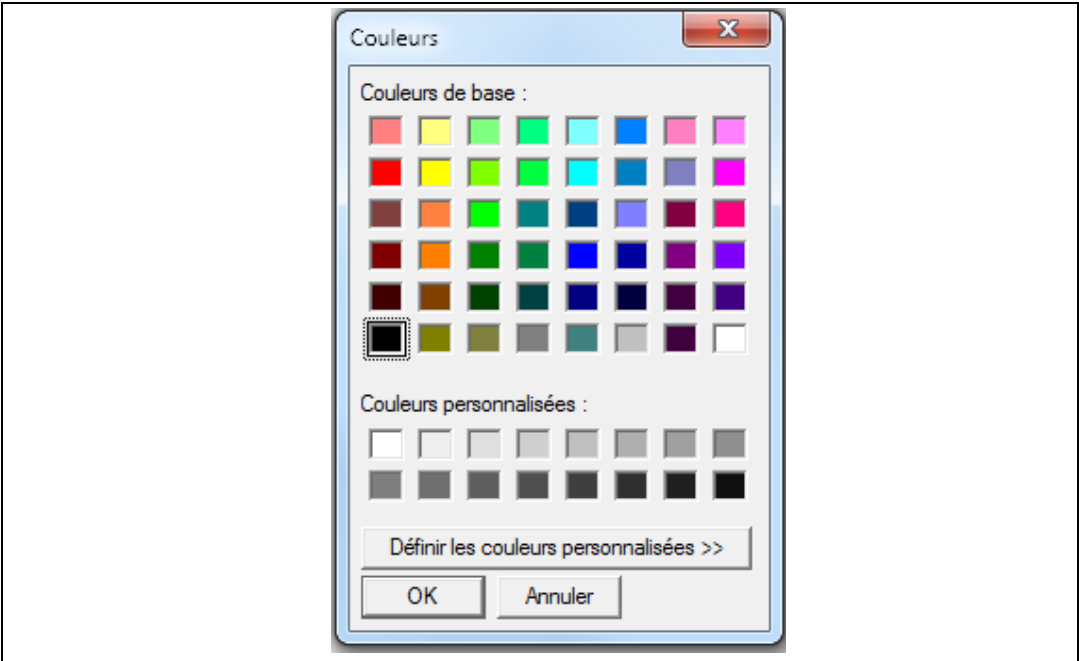 Couleurs
Couleurs de base :
Couleurs personnalisées :
Définir les couleurs personnalisées >>
OK
Annuler